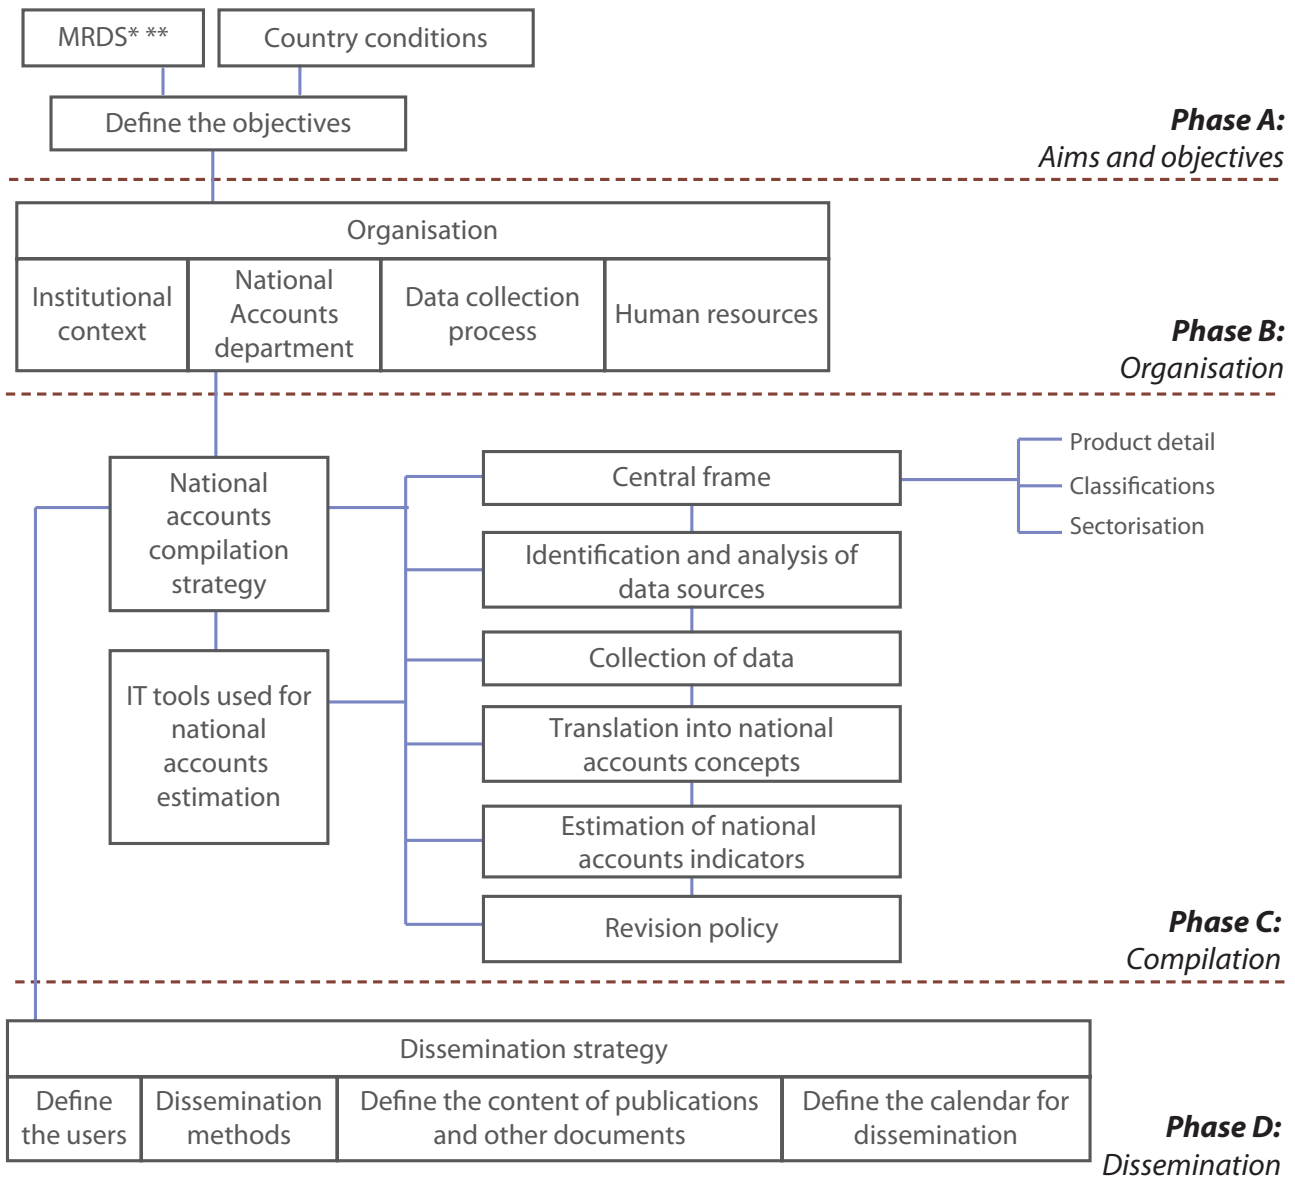 MRDS* **
Country conditions
Define the objectives
Phase A:
Aims and objectives
Organisation
Institutional
context
National
Accounts
department
Data collection
process
Human resources
Phase B:
Organisation
National
accounts
compilation
strategy
IT tools used for
national
accounts
estimation
Central frame
Product detail
Classifications
Sectorisation
Identification and analysis of
data sources
Collection of data
Translation into national
accounts concepts
Estimation of national
accounts indicators
Revision policy
Phase C:
Compilation
Dissemination strategy
Define
the users
Dissemination
methods
Define the content of publications
and other documents
Define the calendar for
dissemination
Phase D:
Dissemination